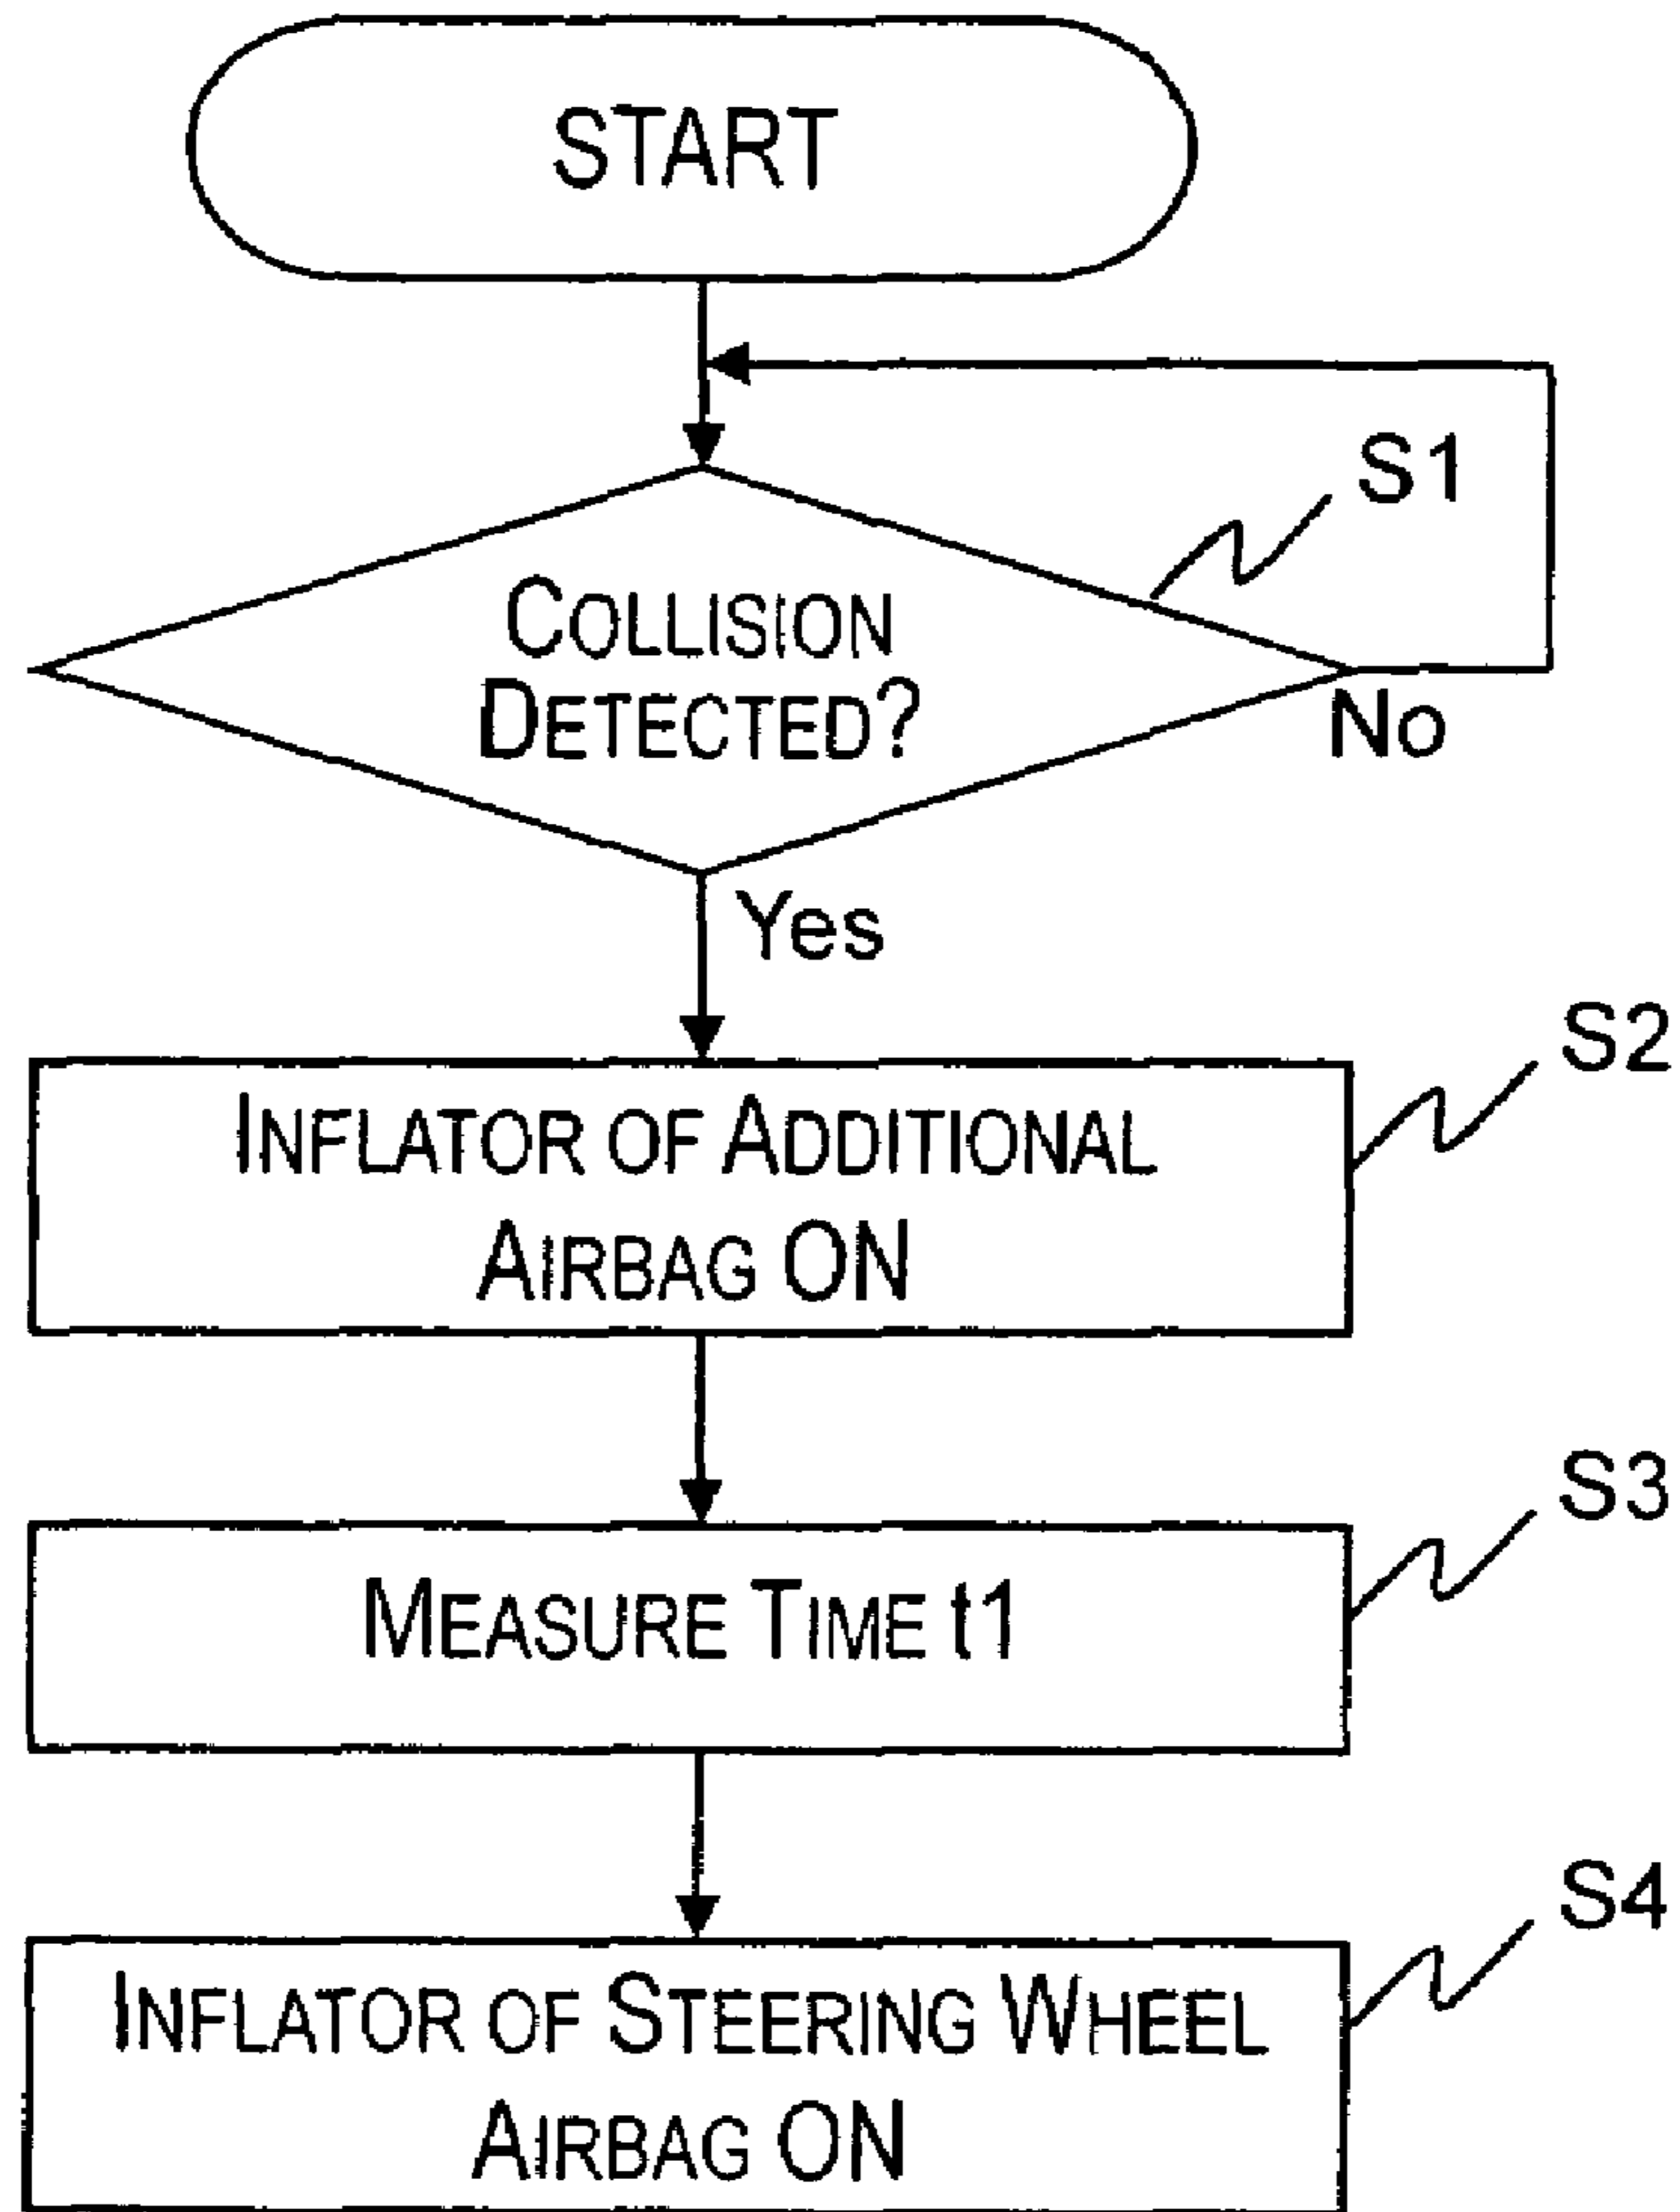 START
S1
COLLISION
DETECTED?
No
Yes
S2
INFLATOR OF ADDITIONAL
AIRBAG ON
S3
MEASURE TIME t1
S4
INFLATOR OF STEERING WHEEL
AIRBAG ON